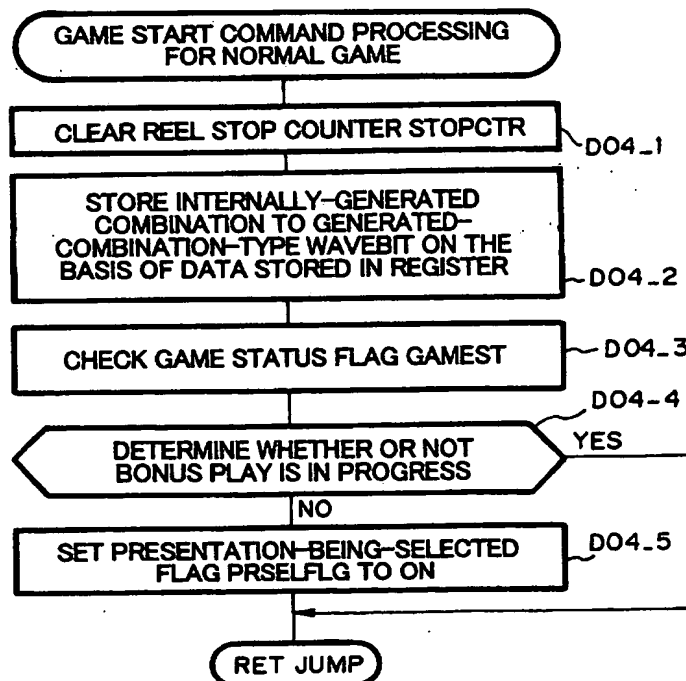 GAME START COMMAND PROCESSING
FOR NORMAL GAME
CLEAR REEL STOP COUNTER STOPCTR
D04_1
STORE INTERNALLY-GENERATED
COMBINATION TO GENERATED-
COMBINATION-TYPE WAVEBIT ON THE
BASIS OF DATA STORED IN REGISTER
D04_2
CHECK GAME STATUS FLAG GAMEST
D04_3
D04_4
DETERMINE WHETHER OR NOT
BONUS PLAY IS IN PROGRESS
YES
NO
SET PRESENTATION-BEING-SELECTED
FLAG PRSELFLG TO ON
D04_5
RET JUMP